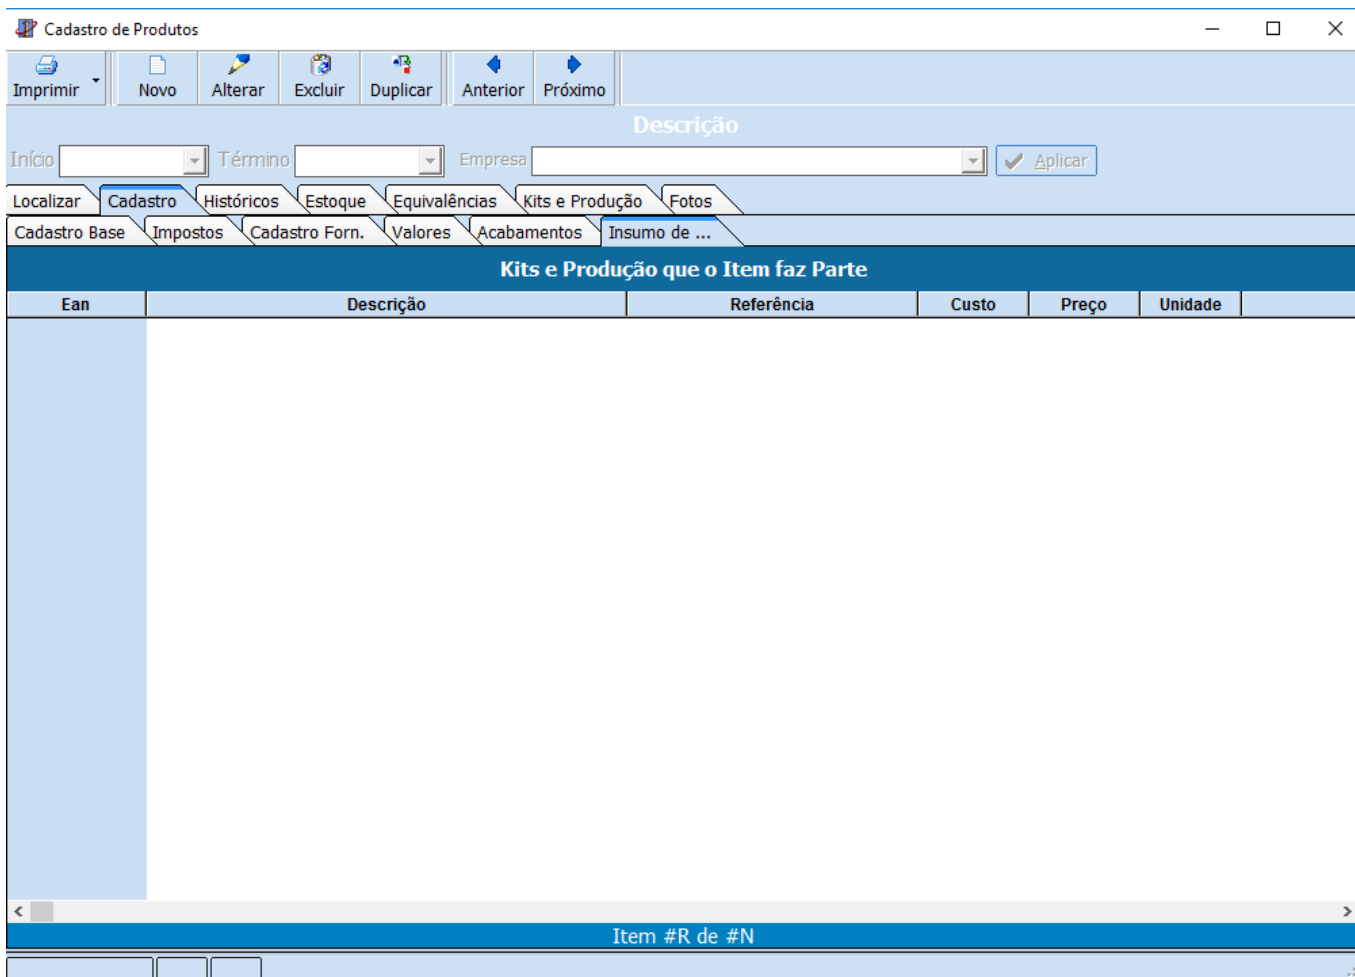 Cadastro de Produtos
Imprimir Novo Alterar Excluir Duplicar Anterior Próximo
Descrição
Início Término Empresa Aplicar
Localizar Cadastro Históricos Estoque Equivalências Kits e Produção Fotos
Cadastro Base Impostos Cadastro Forn. Valores Acabamentos Insumo de ...
Kits e Produção que o Item faz Parte
Ean Descrição Referência Custo Preço Unidade
Item #R de #N